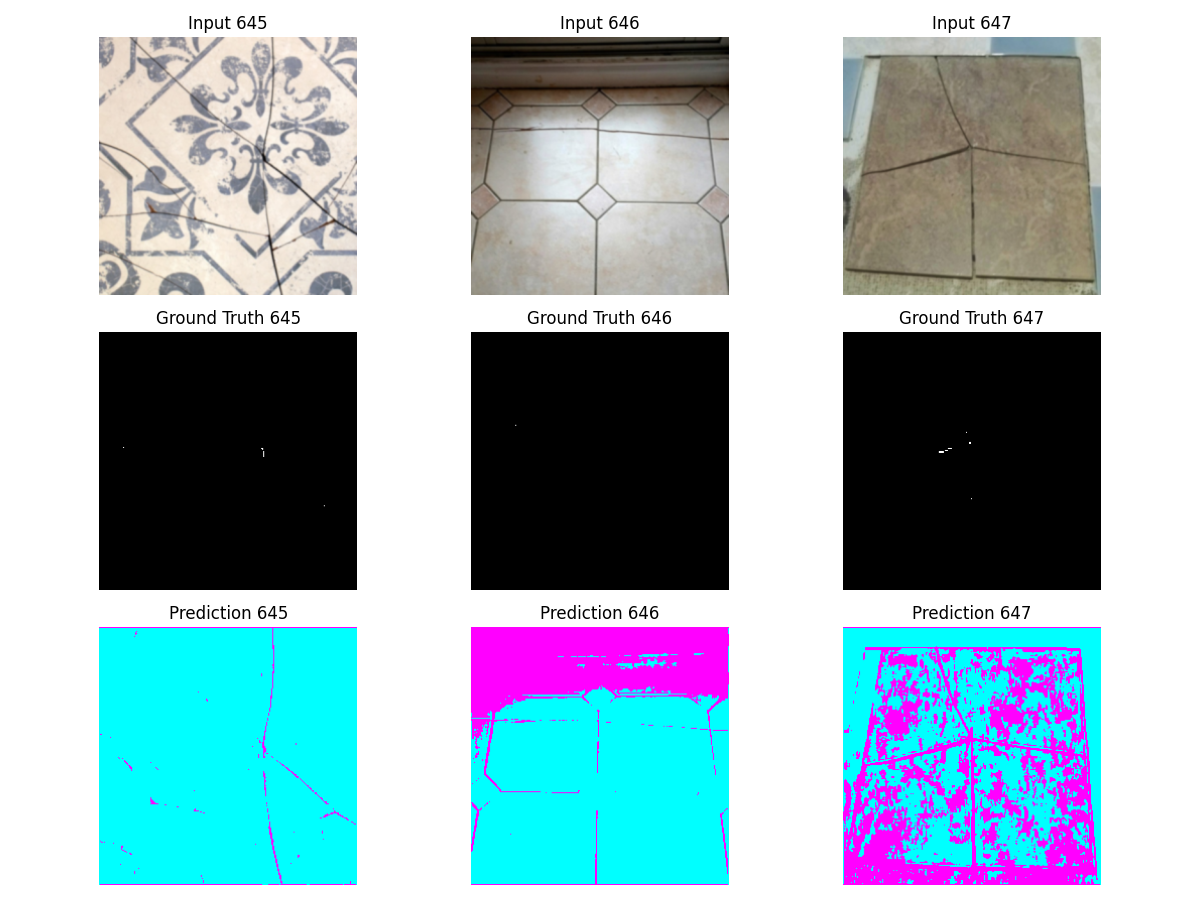 Input 645
Input 646
Input 647
Ground Truth 645
Ground Truth 646
Ground Truth 647
Prediction 645
Prediction 646
Prediction 647